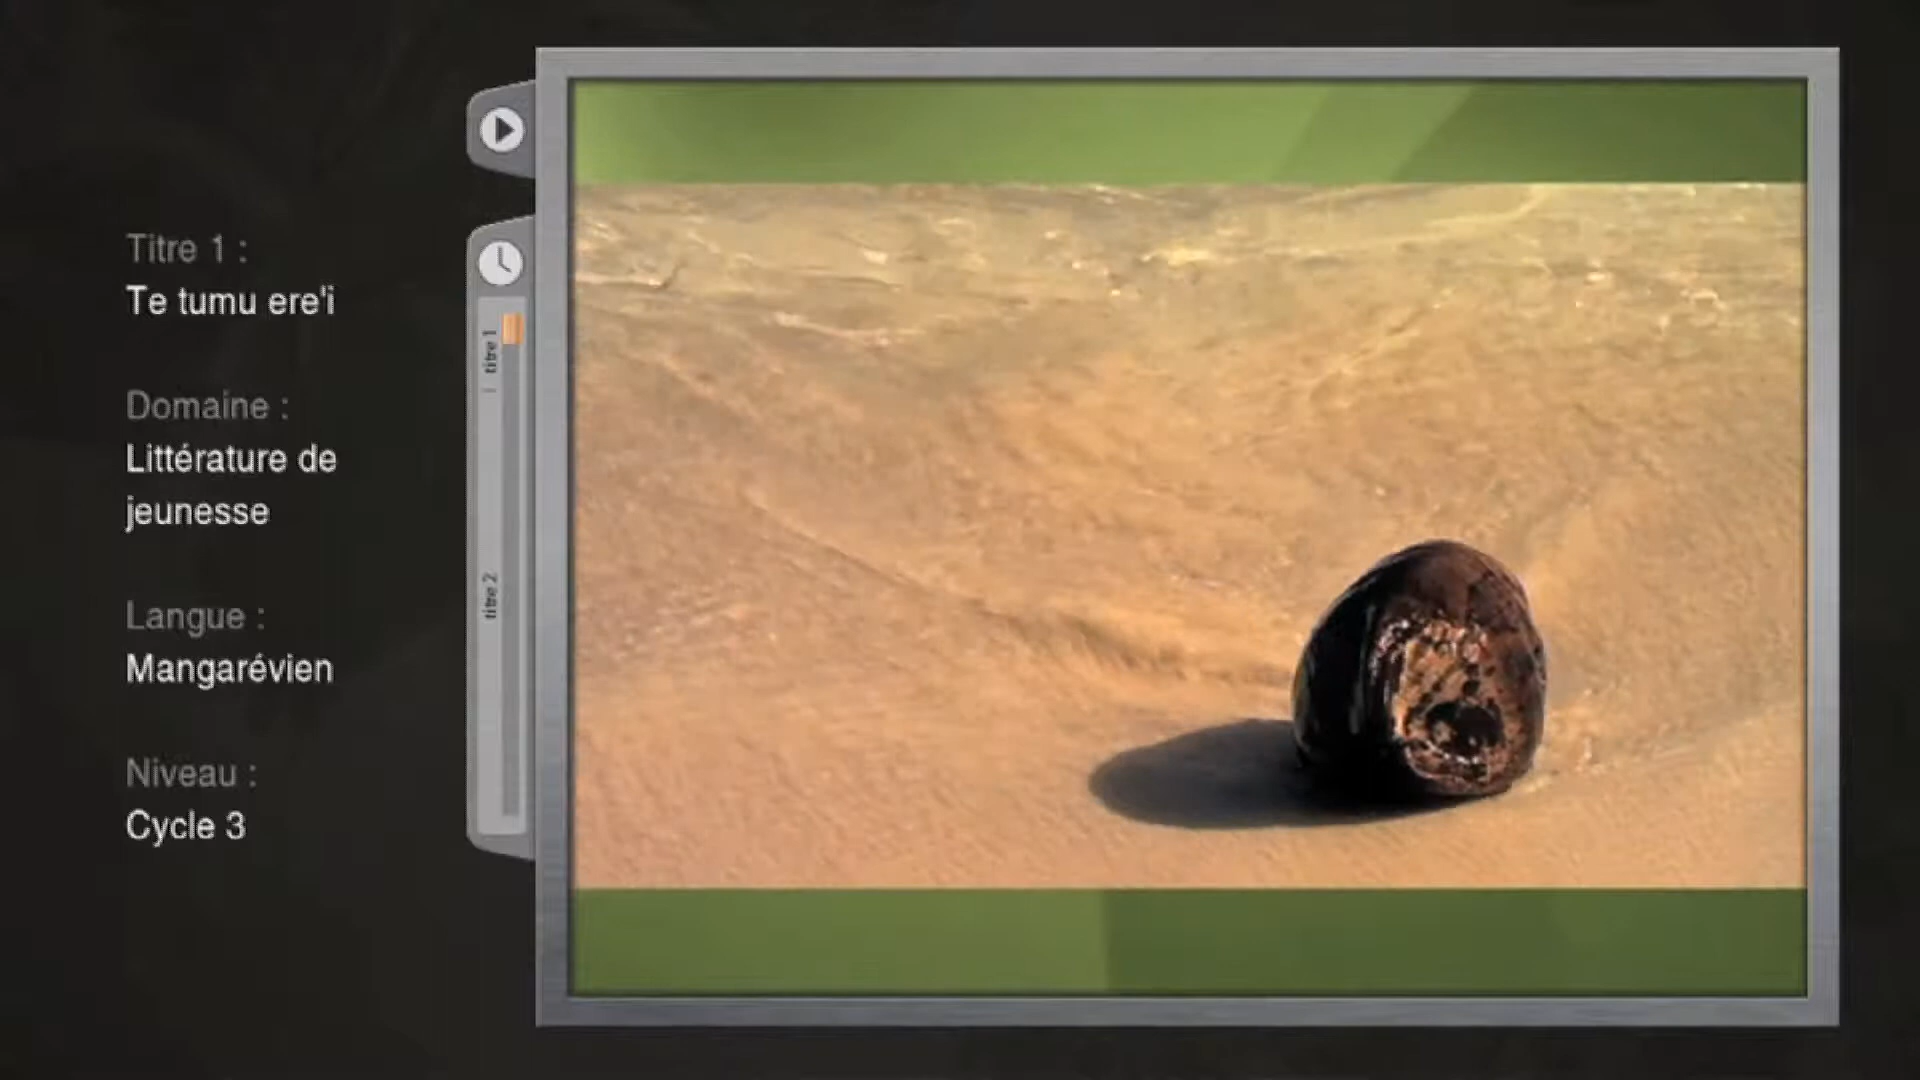 Titre 1 :
Te tumu ere'i
Domaine :
Littérature de
jeunesse
Langue :
Mangarévien
Niveau :
Cycle 3
titre 1
titre 2